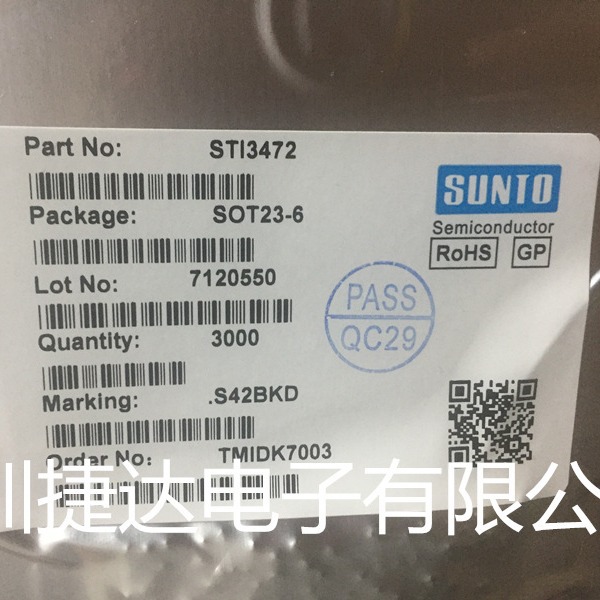 Part No: STI3472
SUNTO
Semiconductor
RoHS GP
Package: SOT23-6
Lot No: 7120550
PASS
QC29
Quantity: 3000
Marking: .S42BKD
Order No: TMIDK7003
圳捷达电子有限公